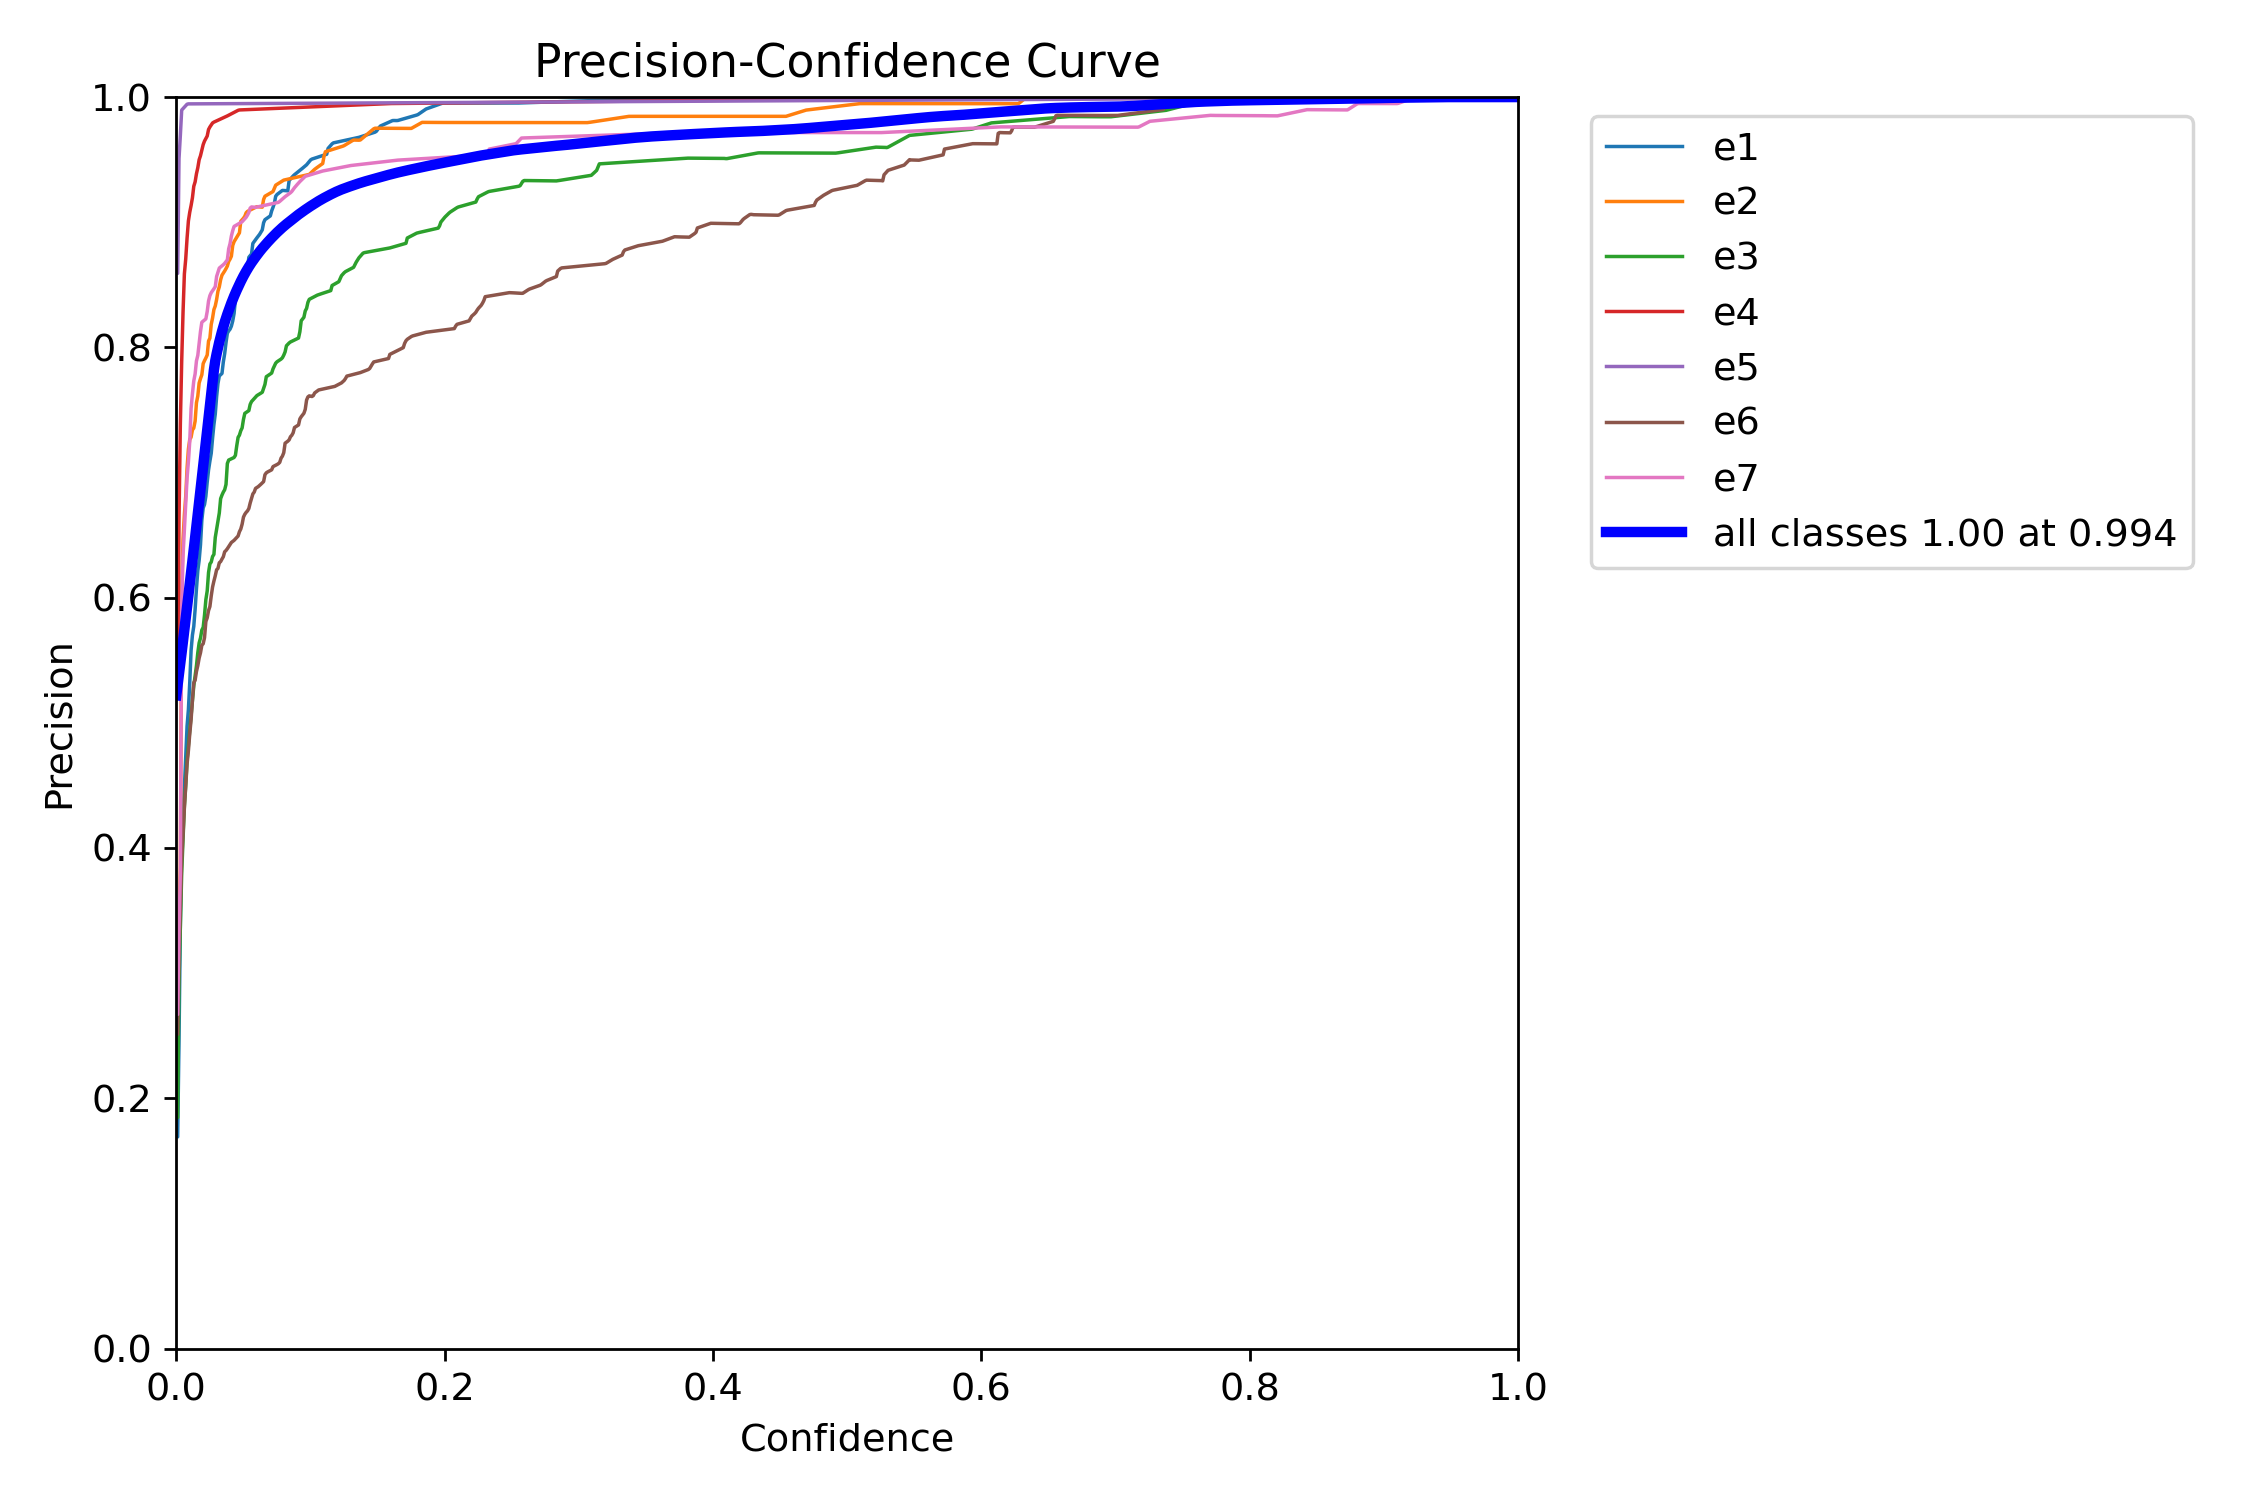 Precision-Confidence Curve
1.0
0.8
0.6
0.4
0.2
0.0
Precision
0.0 0.2 0.4 0.6 0.8 1.0
Confidence
e1
e2
e3
e4
e5
e6
e7
all classes 1.00 at 0.994